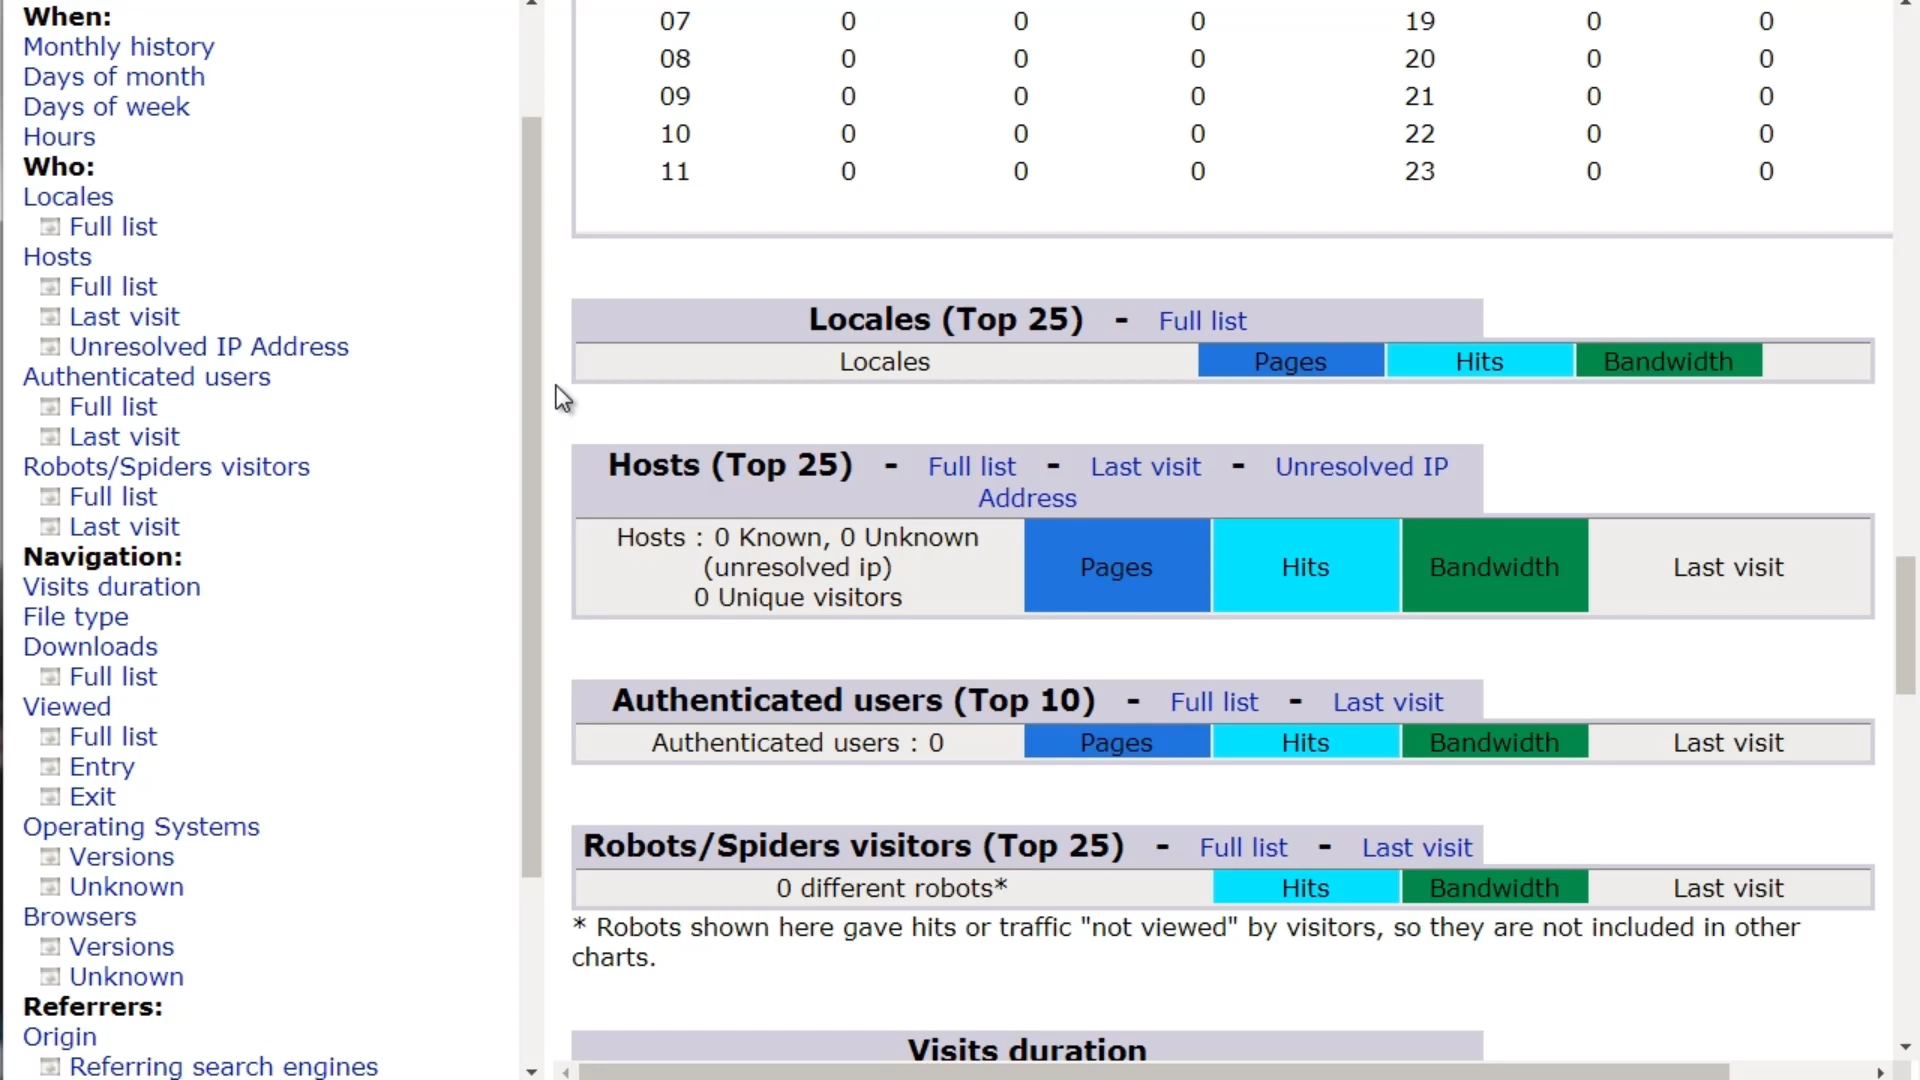 When:
Monthly history
Days of month
Days of week
Hours
Who:
Locales
Full list
Hosts
Full list
Last visit
Unresolved IP Address
Authenticated users
Full list
Last visit
Robots/Spiders visitors
Full list
Last visit
Navigation:
Visits duration
File type
Downloads
Full list
Viewed
Full list
Entry
Exit
Operating Systems
Versions
Unknown
Browsers
Versions
Unknown
Referrers:
Origin
Referring search engines
07 0 0 0 19 0 0
08 0 0 0 20 0 0
09 0 0 0 21 0 0
10 0 0 0 22 0 0
11 0 0 0 23 0 0
Locales (Top 25) - Full list
Locales Pages Hits Bandwidth
Hosts (Top 25) - Full list - Last visit - Unresolved IP
Address
Hosts : 0 Known, 0 Unknown
(unresolved ip)
0 Unique visitors
Pages Hits Bandwidth Last visit
Authenticated users (Top 10) - Full list - Last visit
Authenticated users : 0 Pages Hits Bandwidth Last visit
Robots/Spiders visitors (Top 25) - Full list - Last visit
0 different robots* Hits Bandwidth Last visit
* Robots shown here gave hits or traffic "not viewed" by visitors, so they are not included in other
charts.
Visits duration